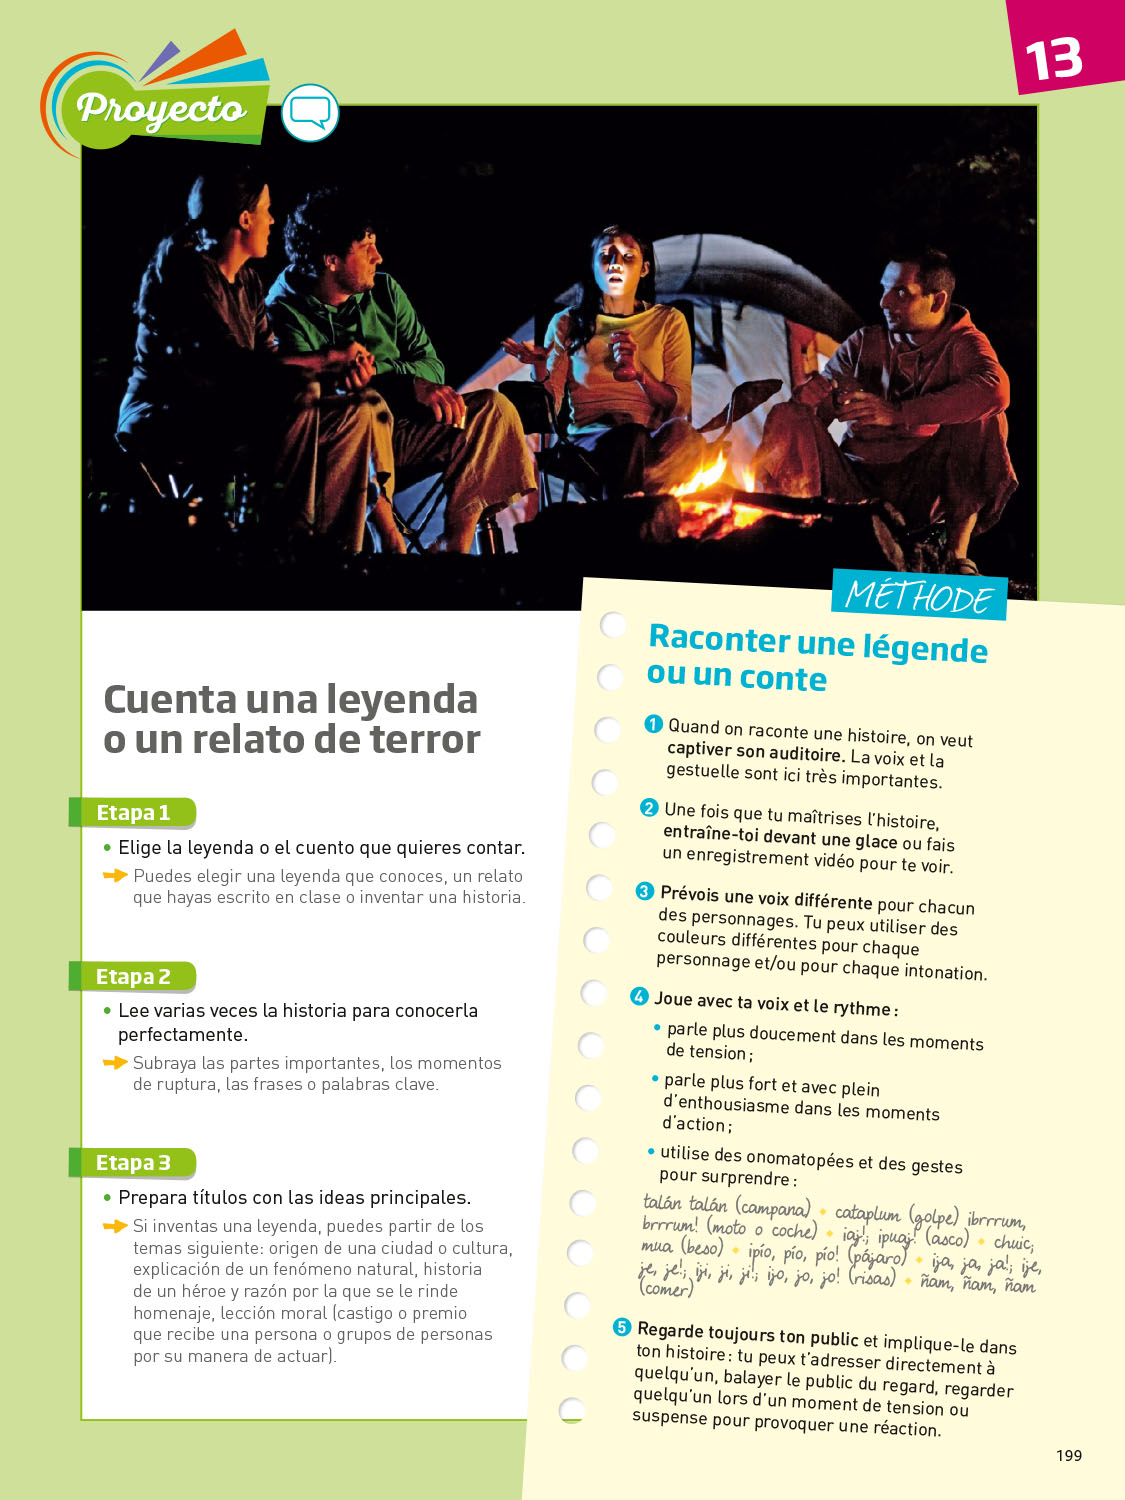 13
Proyecto
Cuenta una leyenda
o un relato de terror
Etapa 1
• Elige la leyenda o el cuento que quieres contar.
Puedes elegir una leyenda que conoces, un relato
que hayas escrito en clase o inventar una historia.
Etapa 2
• Lee varias veces la historia para conocerla
perfectamente.
Subraya las partes importantes, los momentos
de ruptura, las frases o palabras clave.
Etapa 3
• Prepara títulos con las ideas principales.
Si inventas una leyenda, puedes partir de los
temas siguiente: origen de una ciudad o cultura,
explicación de un fenómeno natural, historia
de un héroe y razón por la que se le rinde
homenaje, lección moral (castigo o premio
que recibe una persona o grupos de personas
por su manera de actuar).
MÉTHODE
Raconter une légende
ou un conte
1 Quand on raconte une histoire, on veut
captiver son auditoire. La voix et la
gestuelle sont ici très importantes.
2 Une fois que tu maîtrises l'histoire,
entraîne-toi devant une glace ou fais
un enregistrement vidéo pour te voir.
3 Prévois une voix différente pour chacun
des personnages. Tu peux utiliser des
couleurs différentes pour chaque
personnage et/ou pour chaque intonation.
4 Joue avec ta voix et le rythme :
• parle plus doucement dans les moments
de tension ;
• parle plus fort et avec plein
d'enthousiasme dans les moments
d'action ;
• utilise des onomatopées et des gestes
pour surprendre :
talán talán (campana) • cataplum (golpe) ¡brrrum,
brrrum! (moto o coche) • ¡aj!; ¡puaj! (asco) • chuic;
mua (beso) • ¡pío, pío, pío! (pájaro) • ¡ja, ja, ja!; ¡je,
je, je!; ¡ji, ji, ji!; ¡jo, jo, jo! (risas) • ñam, ñam, ñam
(comer)
5 Regarde toujours ton public et implique-le dans
ton histoire : tu peux t'adresser directement à
quelqu'un, balayer le public du regard, regarder
quelqu'un lors d'un moment de tension ou
suspense pour provoquer une réaction.
199